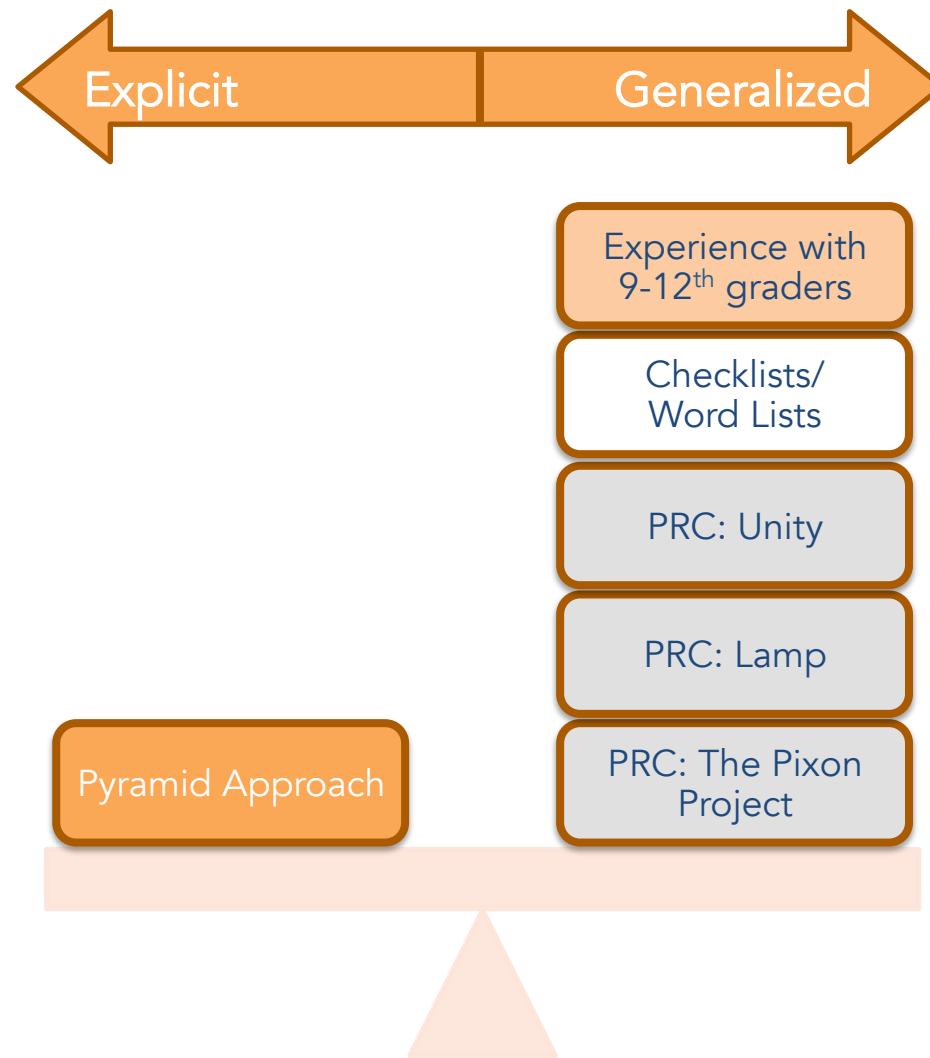 Explicit
Generalized
Experience with
9-12th graders
Checklists/
Word Lists
PRC: Unity
PRC: Lamp
Pyramid Approach
PRC: The Pixon
Project